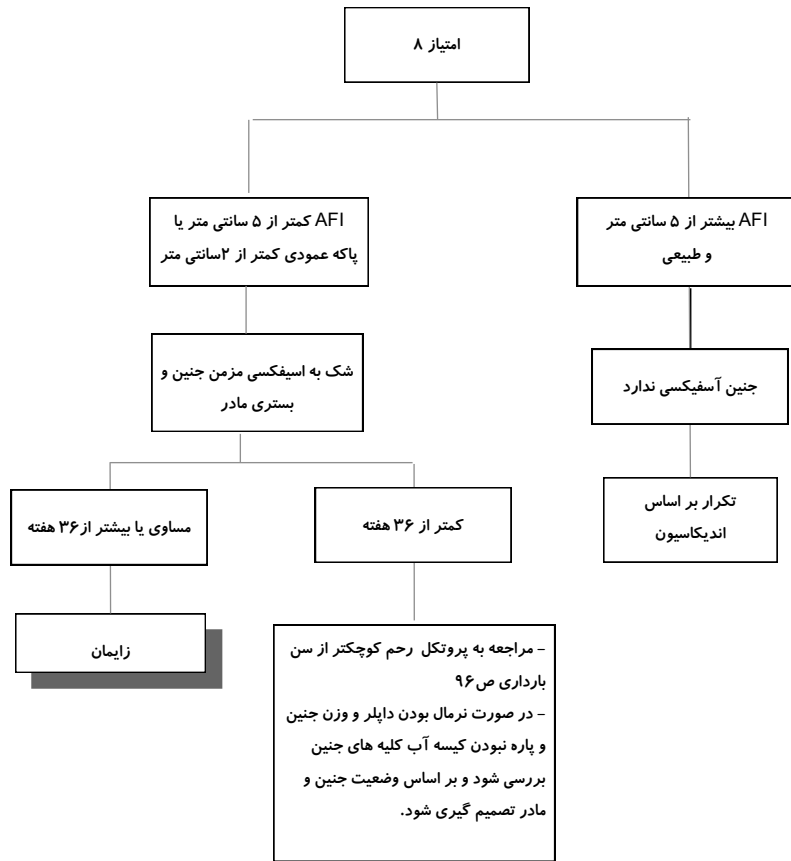 امتیاز ۸
AFI بیشتر از ۵ سانتی متر
و طبیعی
AFI کمتر از ۵ سانتی متر یا
پاکه عمودی کمتر از ۲سانتی متر
جنین آسفیکسی ندارد
شک به اسیفکسی مزمن جنین و
بستری مادر
تکرار بر اساس
اندیکاسیون
کمتر از ۳۶ هفته
مساوی یا بیشتر از۳۶ هفته
زایمان
– مراجعه به پروتکل رحم کوچکتر از سن
بارداری ص۹۶
– در صورت نرمال بودن داپلر و وزن جنین
و پاره نبودن کیسه آب کلیه های جنین
بررسی شود و بر اساس وضعیت جنین و
مادر تصمیم گیری شود.